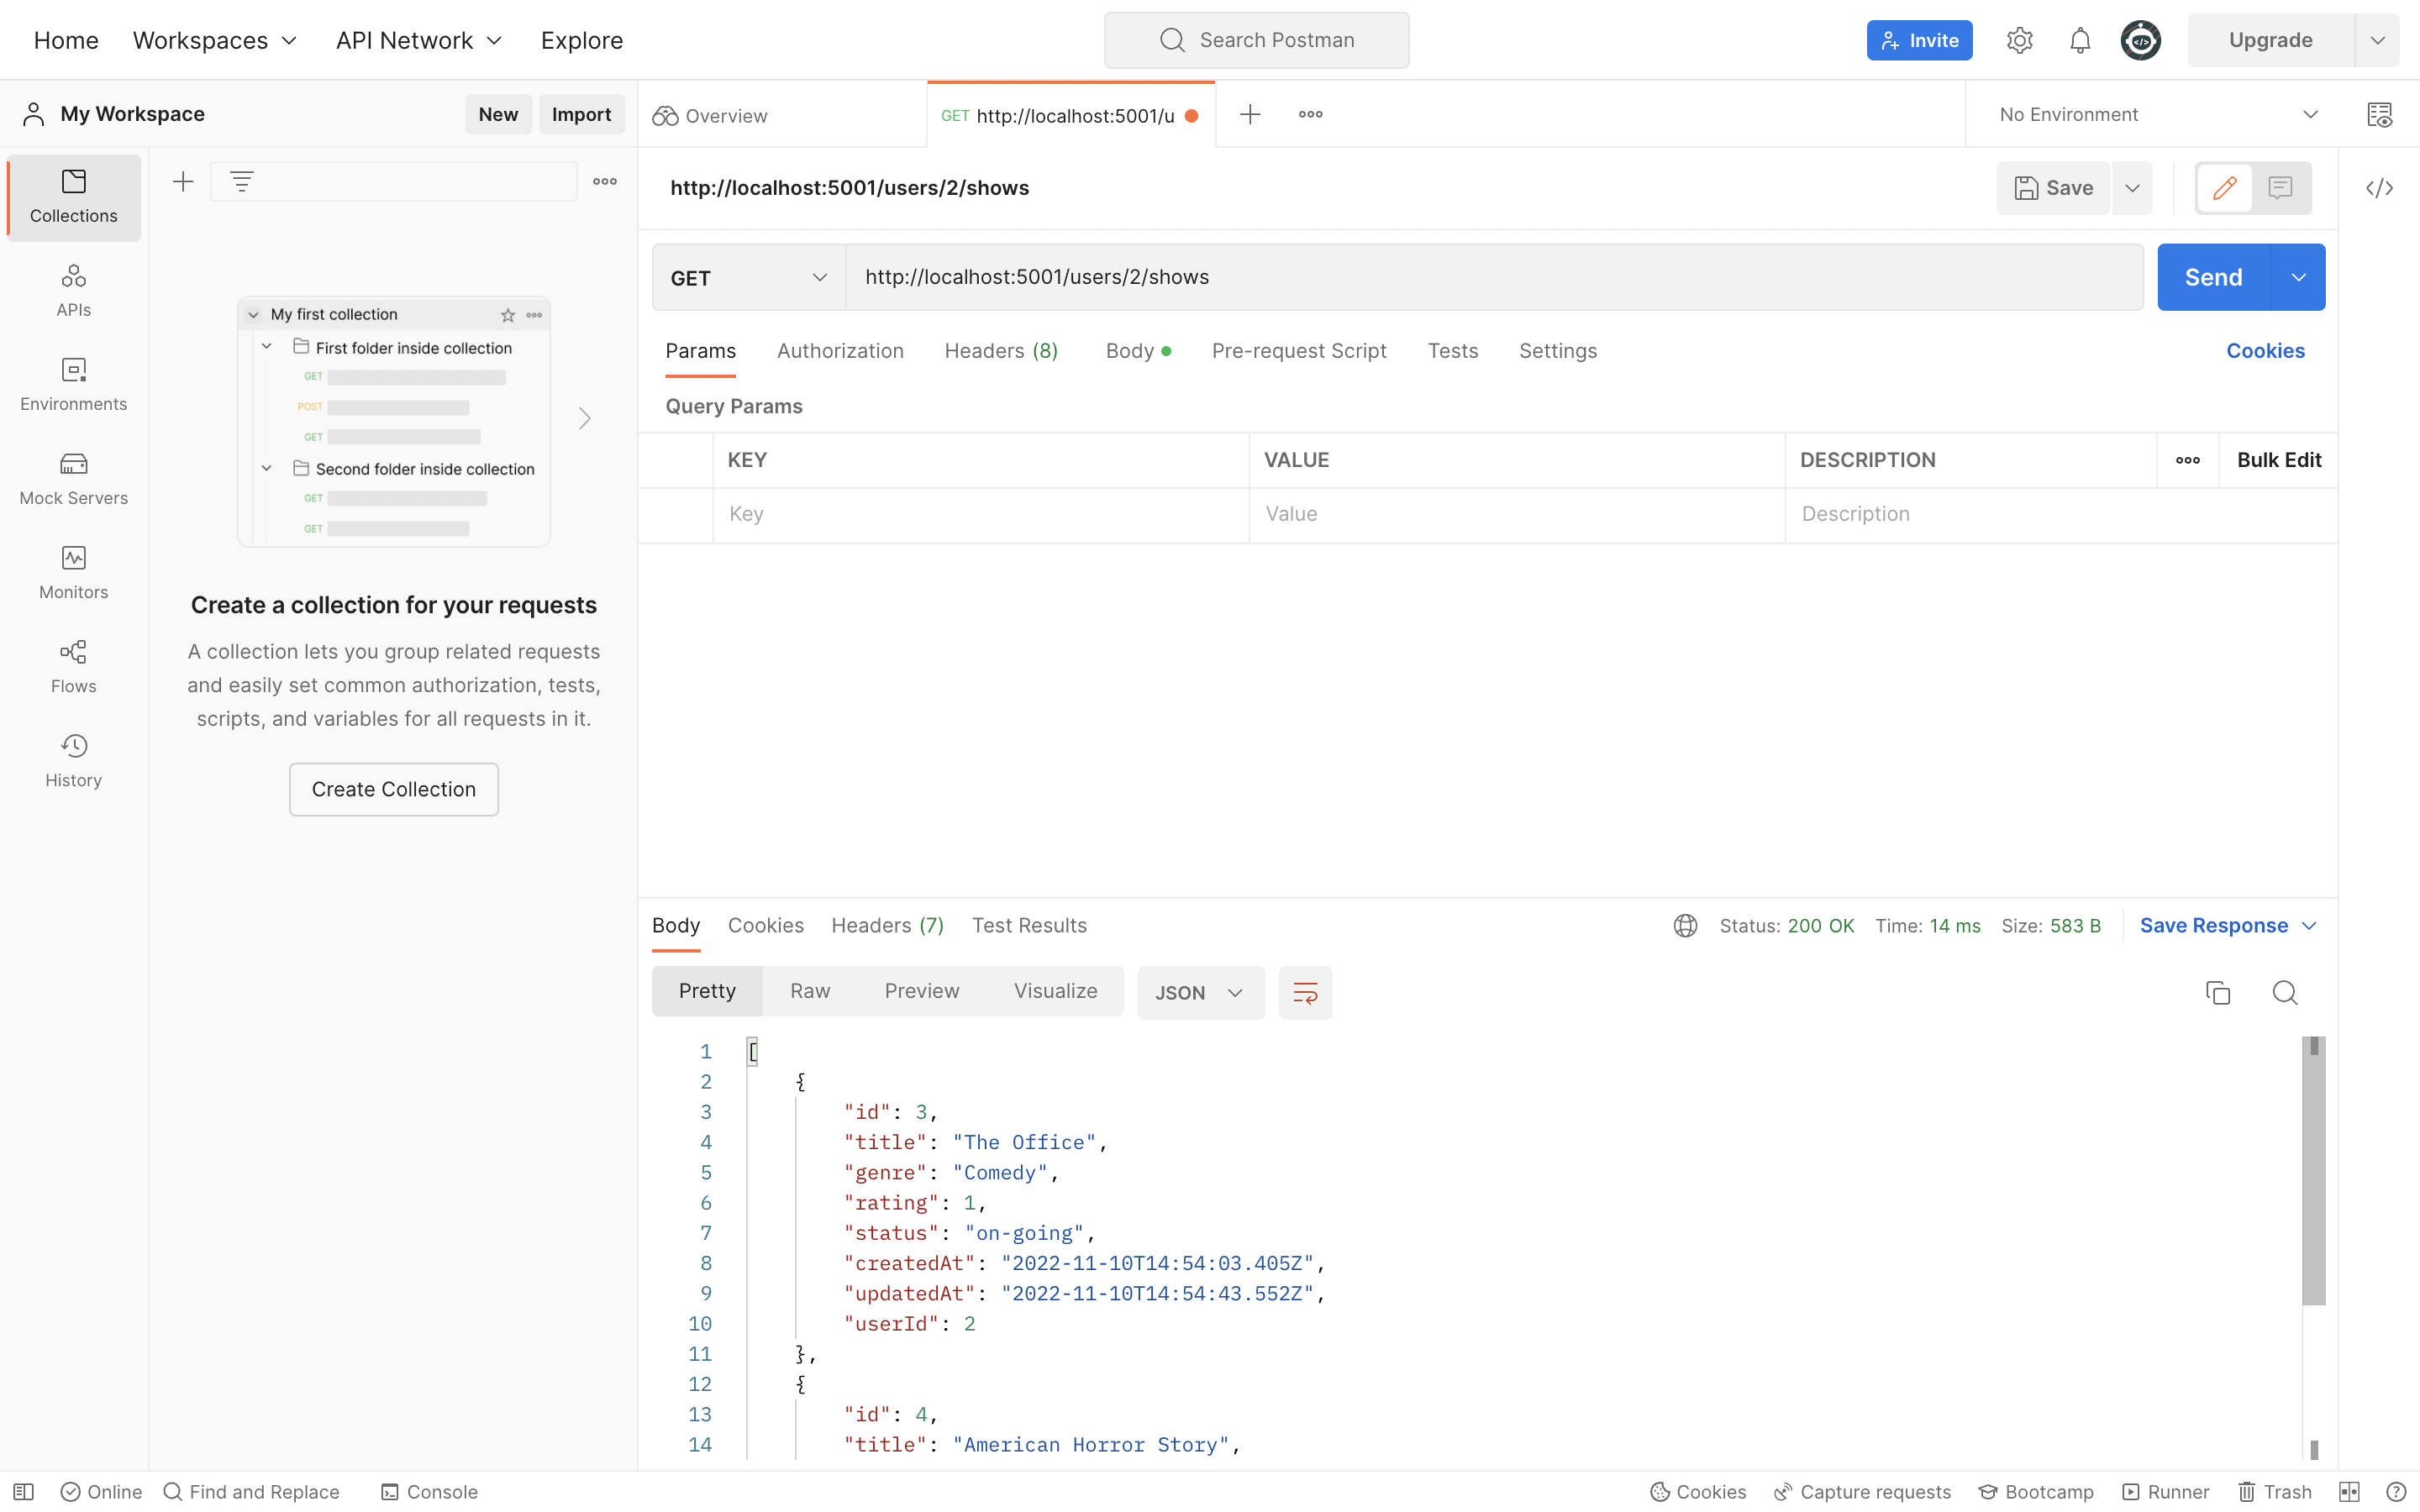 Home Workspaces API Network Explore Search Postman Invite Upgrade
My Workspace New Import Overview GET http://localhost:5001/u No Environment
Collections
APIs
Environments
Mock Servers
Monitors
Flows
History
My first collection
First folder inside collection
GET
POST
GET
Second folder inside collection
GET
GET
Create a collection for your requests
A collection lets you group related requests
and easily set common authorization, tests,
scripts, and variables for all requests in it.
Create Collection
http://localhost:5001/users/2/shows Save
GET http://localhost:5001/users/2/shows Send
Params Authorization Headers (8) Body Pre-request Script Tests Settings Cookies
Query Params
KEY VALUE DESCRIPTION Bulk Edit
Key Value Description
Body Cookies Headers (7) Test Results Status: 200 OK Time: 14 ms Size: 583 B Save Response
Pretty Raw Preview Visualize JSON
1 [
2 {
3 "id": 3,
4 "title": "The Office",
5 "genre": "Comedy",
6 "rating": 1,
7 "status": "on-going",
8 "createdAt": "2022-11-10T14:54:03.405Z",
9 "updatedAt": "2022-11-10T14:54:43.552Z",
10 "userId": 2
11 },
12 {
13 "id": 4,
14 "title": "American Horror Story",
Online Find and Replace Console Cookies Capture requests Bootcamp Runner Trash